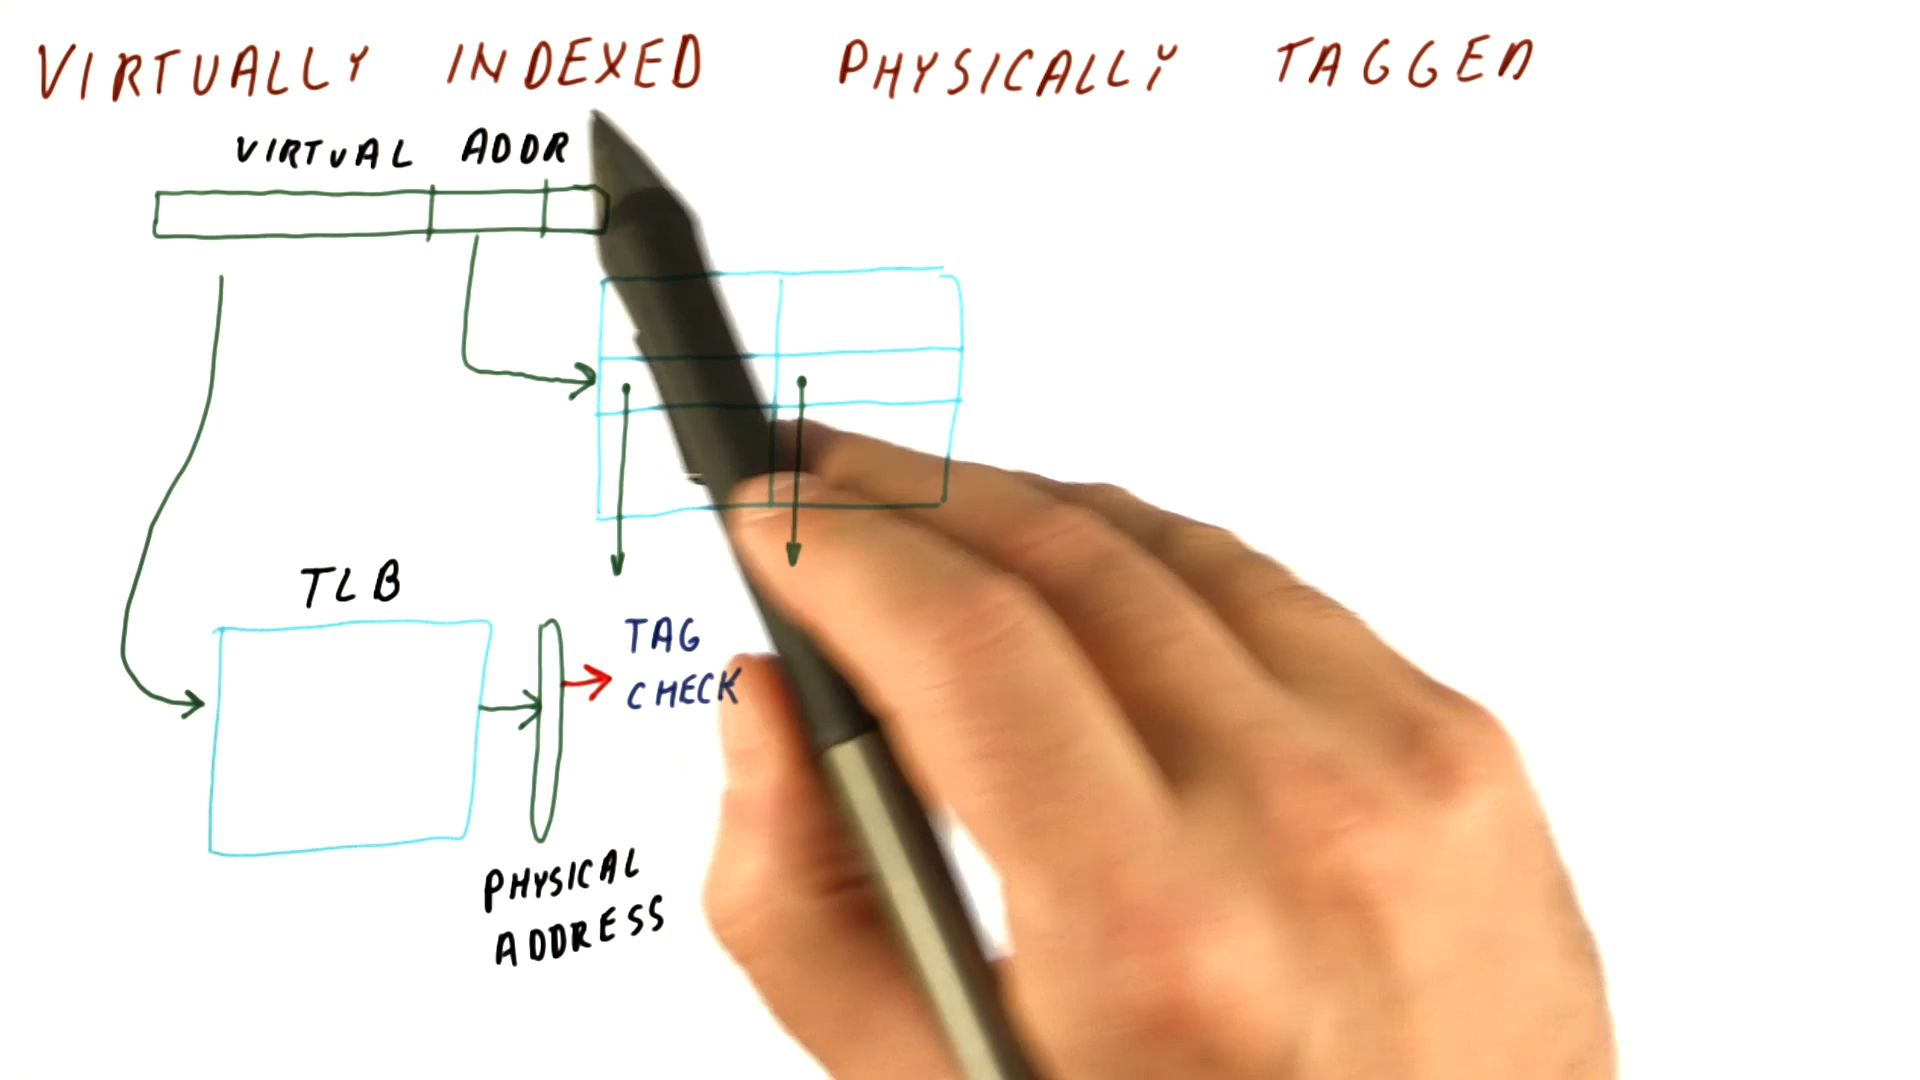 VIRTUALLY INDEXED PHYSICALLY TAGGED
VIRTUAL ADDR
TLB
TAG
CHECK
PHYSICAL
ADDRESS